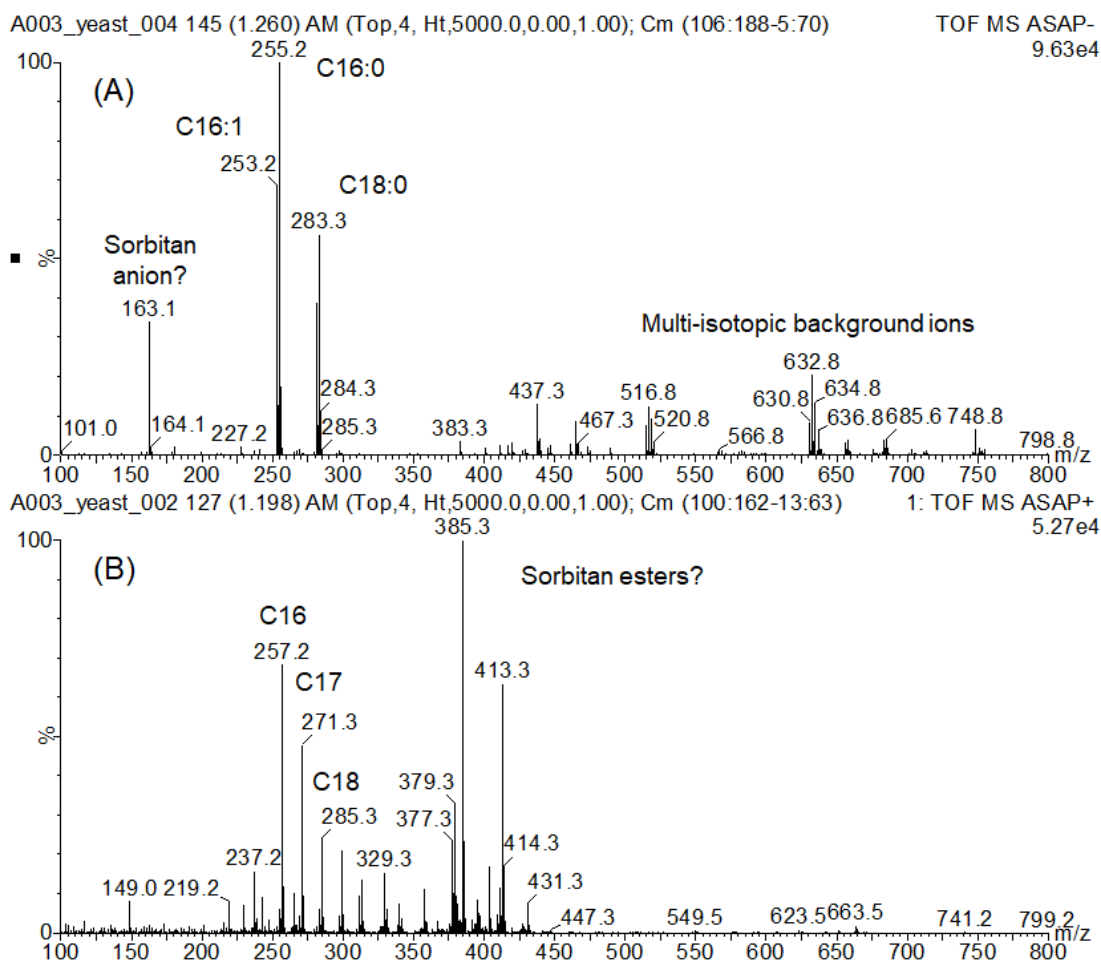 A003_yeast_004 145 (1.260) AM (Top,4, Ht,5000.0,0.00,1.00); Cm (106:188-5:70) TOF MS ASAP-
9.63e4
255.2
100
C16:0
(A)
C16:1
253.2
C18:0
283.3
Sorbitan
anion?
%
163.1
Multi-isotopic background ions
632.8
284.3
634.8
630.8
437.3
516.8
636.8
685.6
748.8
101.0
164.1
227.2
285.3
383.3
467.3
520.8
566.8
798.8
0
m/z
100 150 200 250 300 350 400 450 500 550 600 650 700 750 800
A003_yeast_002 127 (1.198) AM (Top,4, Ht,5000.0,0.00,1.00); Cm (100:162-13:63) 1: TOF MS ASAP+
5.27e4
385.3
100
(B)
Sorbitan esters?
C16
257.2
413.3
C17
271.3
%
C18
379.3
285.3
377.3
414.3
237.2
329.3
149.0
219.2
431.3
447.3
549.5
623.5
663.5
741.2
799.2
0
m/z
100 150 200 250 300 350 400 450 500 550 600 650 700 750 800